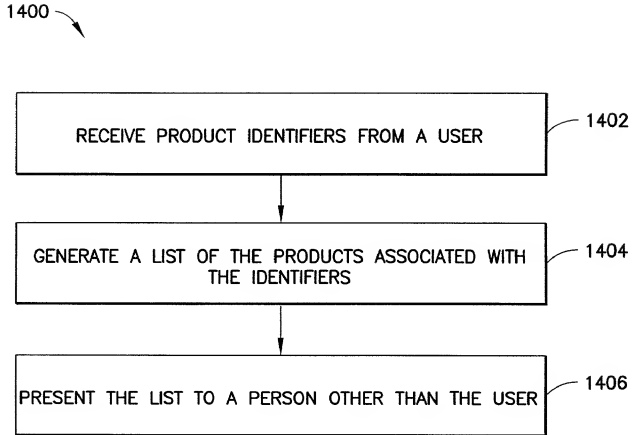 1400
RECEIVE PRODUCT IDENTIFIERS FROM A USER
1402
GENERATE A LIST OF THE PRODUCTS ASSOCIATED WITH
THE IDENTIFIERS
1404
PRESENT THE LIST TO A PERSON OTHER THAN THE USER
1406